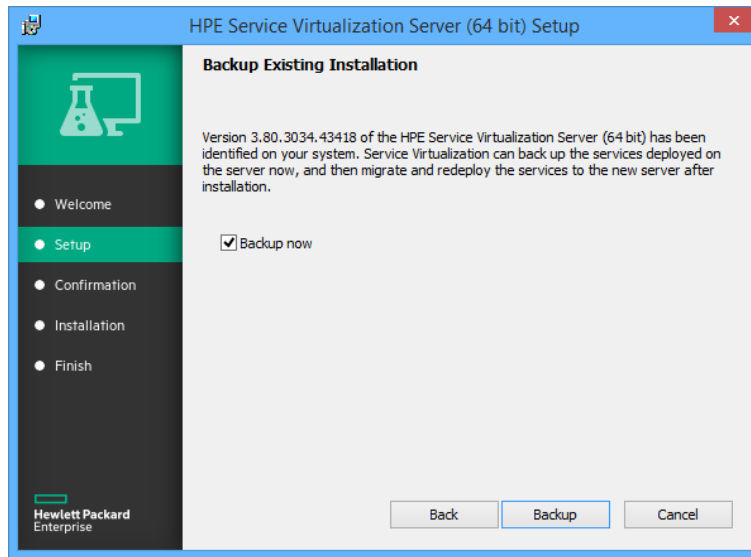 HPE Service Virtualization Server (64 bit) Setup
Backup Existing Installation
Version 3.80.3034.43418 of the HPE Service Virtualization Server (64 bit) has been
identified on your system. Service Virtualization can back up the services deployed on
the server now, and then migrate and redeploy the services to the new server after
installation.
Backup now
Welcome
Setup
Confirmation
Installation
Finish
Hewlett Packard
Enterprise
Back
Backup
Cancel